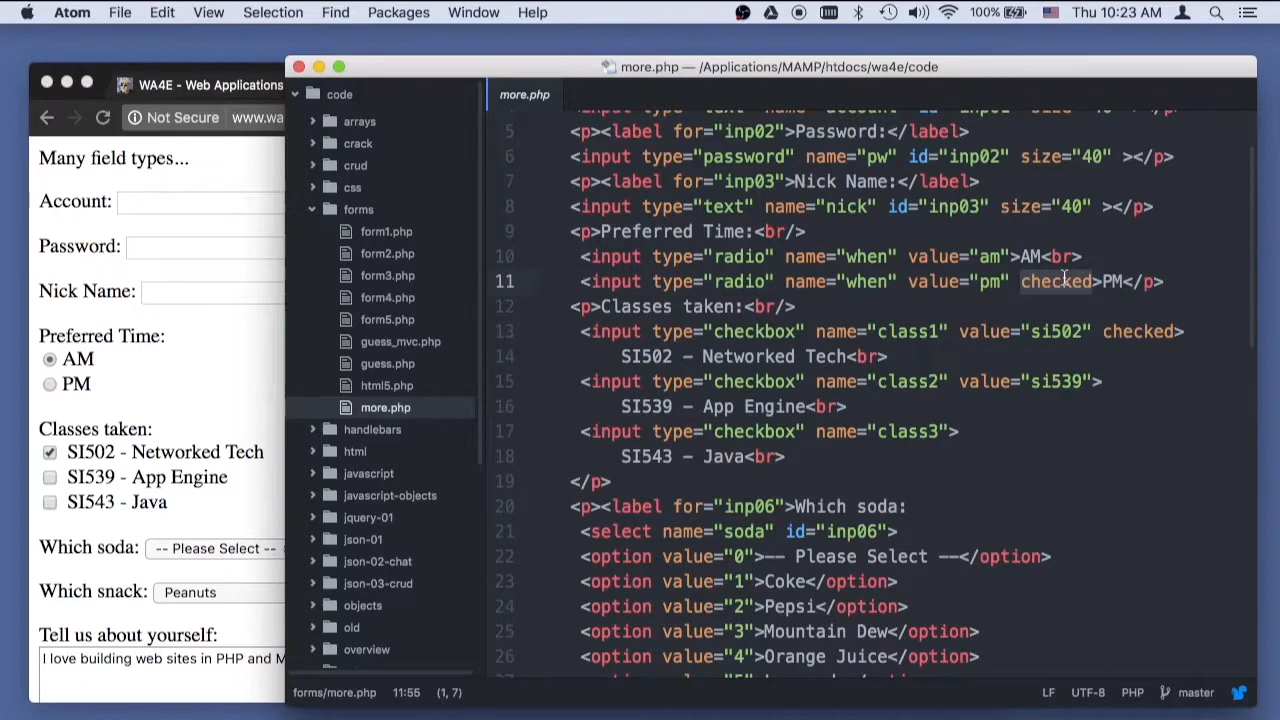 Atom File Edit View Selection Find Packages Window Help 100% Thu 10:23 AM
WA4E - Web Applications
Not Secure www.wa
Many field types...
Account:
Password:
Nick Name:
Preferred Time:
AM
PM
Classes taken:
SI502 - Networked Tech
SI539 - App Engine
SI543 - Java
Which soda: -- Please Select --
Which snack: Peanuts
Tell us about yourself:
I love building web sites in PHP and M
more.php — /Applications/MAMP/htdocs/wa4e/code
code
arrays
crack
crud
css
forms
form1.php
form2.php
form3.php
form4.php
form5.php
guess_mvc.php
guess.php
html5.php
more.php
handlebars
html
javascript
javascript-objects
jquery-01
json-01
json-02-chat
json-03-crud
objects
old
overview
more.php
5 <p><label for="inp02">Password:</label>
6 <input type="password" name="pw" id="inp02" size="40" ></p>
7 <p><label for="inp03">Nick Name:</label>
8 <input type="text" name="nick" id="inp03" size="40" ></p>
9 <p>Preferred Time:<br/>
10 <input type="radio" name="when" value="am">AM<br>
11 <input type="radio" name="when" value="pm" checked>PM</p>
12 <p>Classes taken:<br/>
13 <input type="checkbox" name="class1" value="si502" checked>
14 SI502 - Networked Tech<br>
15 <input type="checkbox" name="class2" value="si539">
16 SI539 - App Engine<br>
17 <input type="checkbox" name="class3">
18 SI543 - Java<br>
19 </p>
20 <p><label for="inp06">Which soda:
21 <select name="soda" id="inp06">
22 <option value="0">-- Please Select --</option>
23 <option value="1">Coke</option>
24 <option value="2">Pepsi</option>
25 <option value="3">Mountain Dew</option>
26 <option value="4">Orange Juice</option>
forms/more.php 11:55 (1, 7) LF UTF-8 PHP master